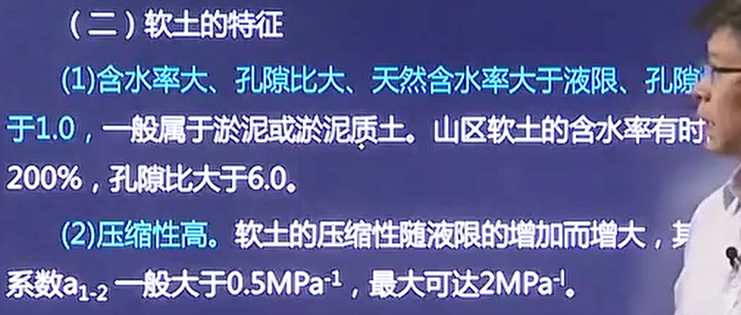 （二）软土的特征
(1)含水率大、孔隙比大、天然含水率大于液限、孔隙
于1.0，一般属于淤泥或淤泥质土。山区软土的含水率有时
200%，孔隙比大于6.0。
(2)压缩性高。软土的压缩性随液限的增加而增大，其
系数a1-2 一般大于0.5MPa-1，最大可达2MPa-l。